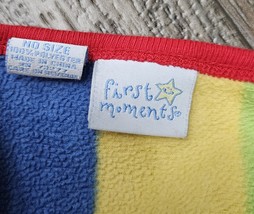 NO SIZE
100% POLYESTER
MADE IN CHINA
first
moments